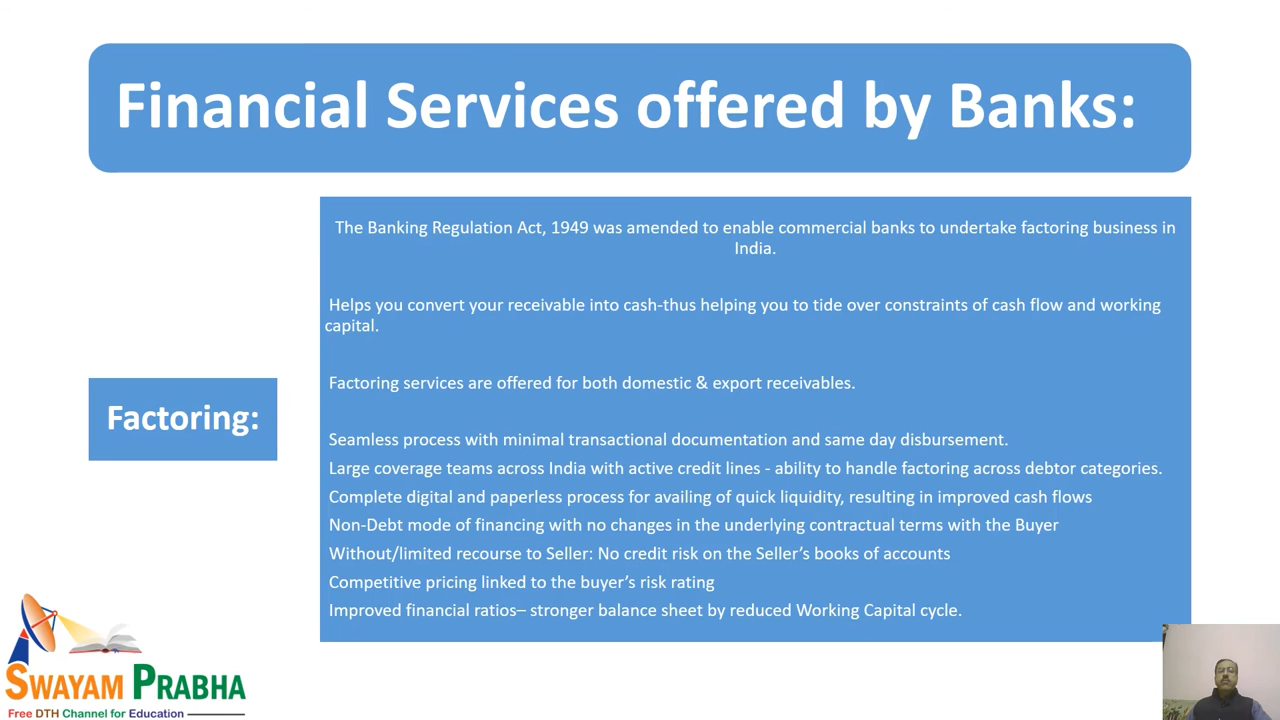 Financial Services offered by Banks:
The Banking Regulation Act, 1949 was amended to enable commercial banks to undertake factoring business in
India.
Helps you convert your receivable into cash-thus helping you to tide over constraints of cash flow and working
capital.
Factoring services are offered for both domestic & export receivables.
Factoring:
Seamless process with minimal transactional documentation and same day disbursement.
Large coverage teams across India with active credit lines - ability to handle factoring across debtor categories.
Complete digital and paperless process for availing of quick liquidity, resulting in improved cash flows
Non-Debt mode of financing with no changes in the underlying contractual terms with the Buyer
Without/limited recourse to Seller: No credit risk on the Seller’s books of accounts
Competitive pricing linked to the buyer’s risk rating
Improved financial ratios– stronger balance sheet by reduced Working Capital cycle.
SWAYAM PRABHA
Free DTH Channel for Education